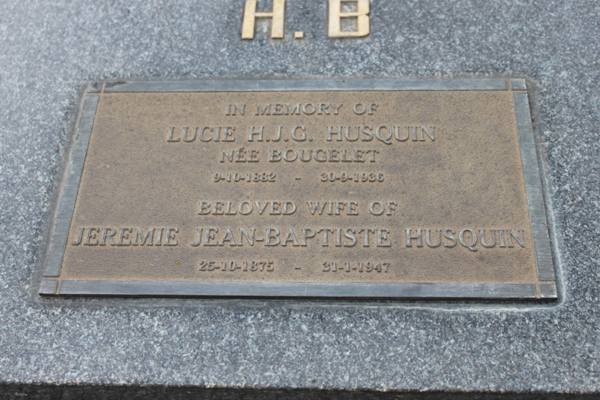 H. B
IN MEMORY OF
LUCIE H.J.G. HUSQUIN
NÉE BOUGELET
9-10-1882 - 30-9-1936
BELOVED WIFE OF
JEREMIE JEAN-BAPTISTE HUSQUIN
25-10-1875 - 31-1-1947